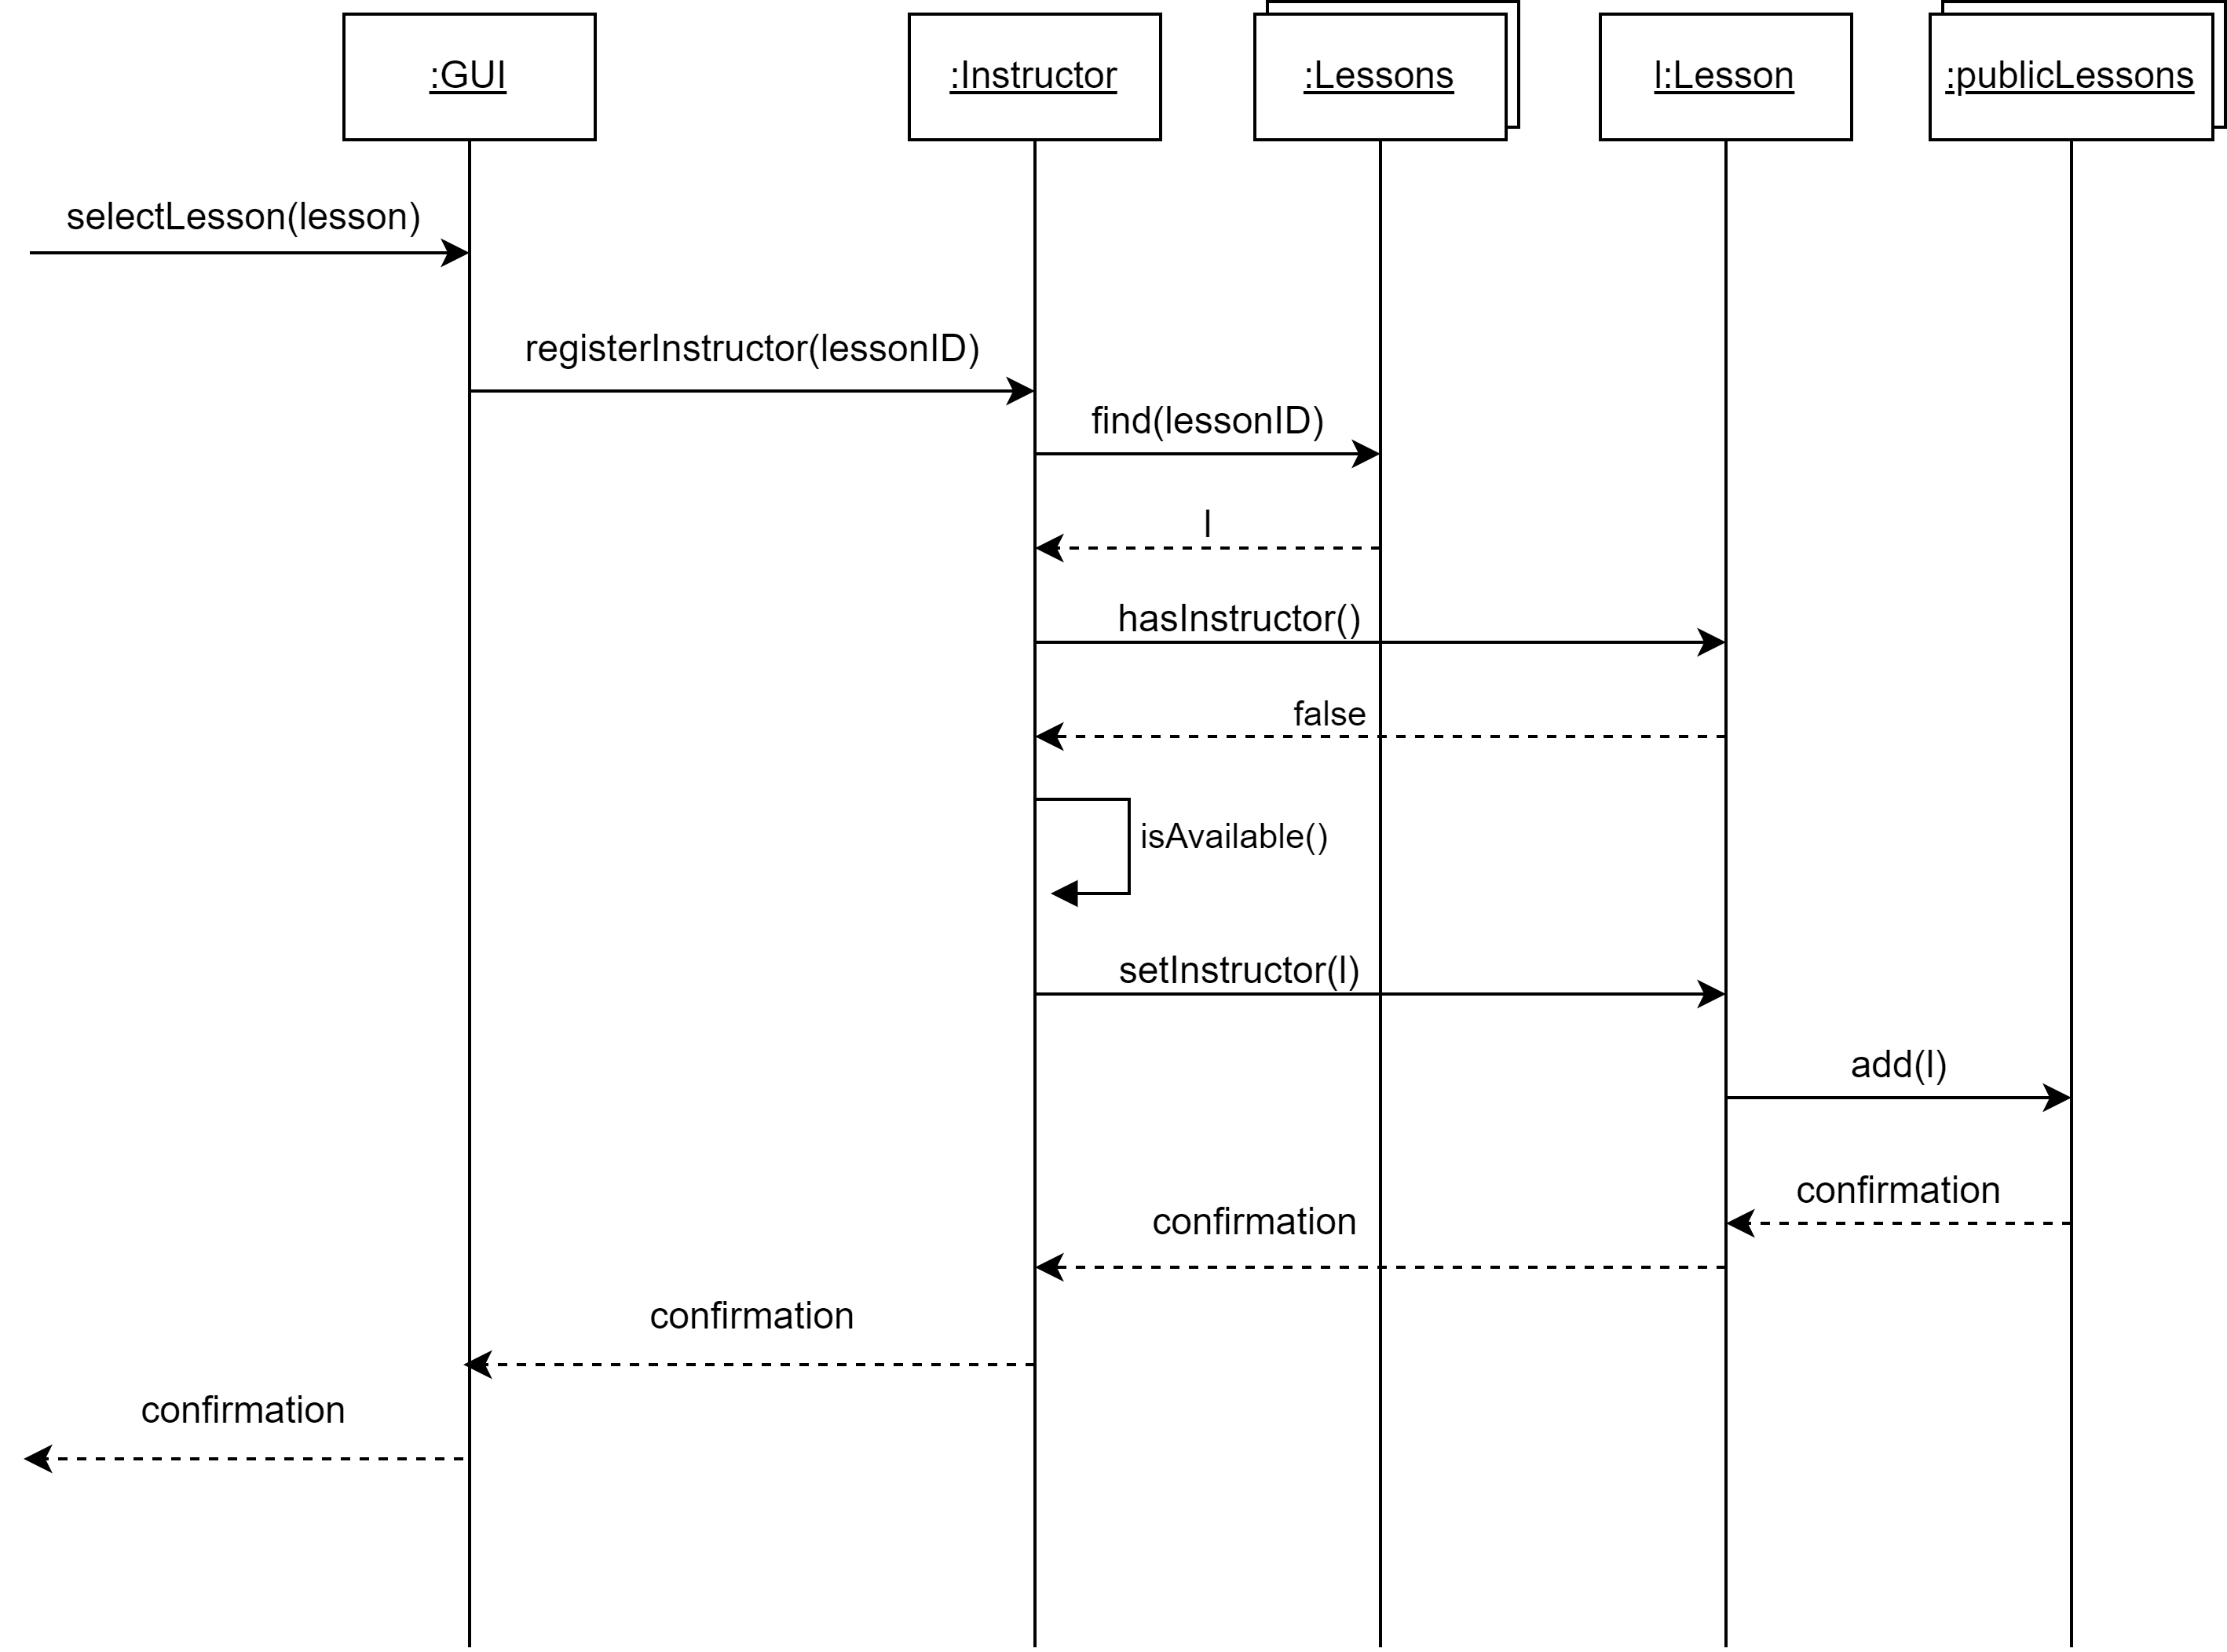 :GUI
:Instructor
:Lessons
l:Lesson
:publicLessons
selectLesson(lesson)
registerInstructor(lessonID)
find(lessonID)
l
hasInstructor()
false
isAvailable()
setInstructor(I)
add(l)
confirmation
confirmation
confirmation
confirmation